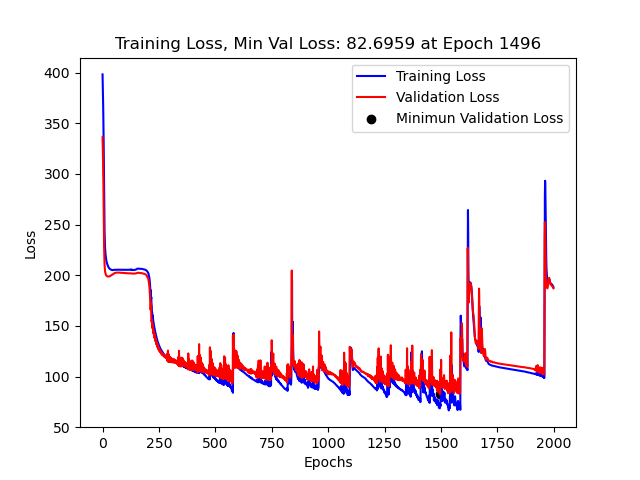 Training Loss, Min Val Loss: 82.6959 at Epoch 1496
Training Loss
Validation Loss
Minimun Validation Loss
Loss
400
350
300
250
200
150
100
50
0 250 500 750 1000 1250 1500 1750 2000
Epochs